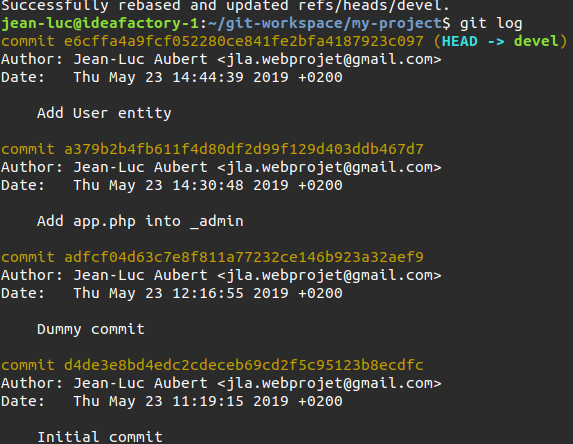 Successfully rebased and updated refs/heads/devel.
jean-luc@ideafactory-1:~/git-workspace/my-project$ git log
commit e6cffa4a9fcf052280ce841fe2bfa4187923c097 (HEAD -> devel)
Author: Jean-Luc Aubert <jla.webprojet@gmail.com>
Date:   Thu May 23 14:44:39 2019 +0200
    Add User entity
commit a379b2b4fb611f4d80df2d99f129d403ddb467d7
Author: Jean-Luc Aubert <jla.webprojet@gmail.com>
Date:   Thu May 23 14:30:48 2019 +0200
    Add app.php into _admin
commit adfcf04d63c7e8f811a77232ce146b923a32aef9
Author: Jean-Luc Aubert <jla.webprojet@gmail.com>
Date:   Thu May 23 12:16:55 2019 +0200
    Dummy commit
commit d4de3e8bd4edc2cdeceb69cd2f5c95123b8ecdfc
Author: Jean-Luc Aubert <jla.webprojet@gmail.com>
Date:   Thu May 23 11:19:15 2019 +0200
    Initial commit